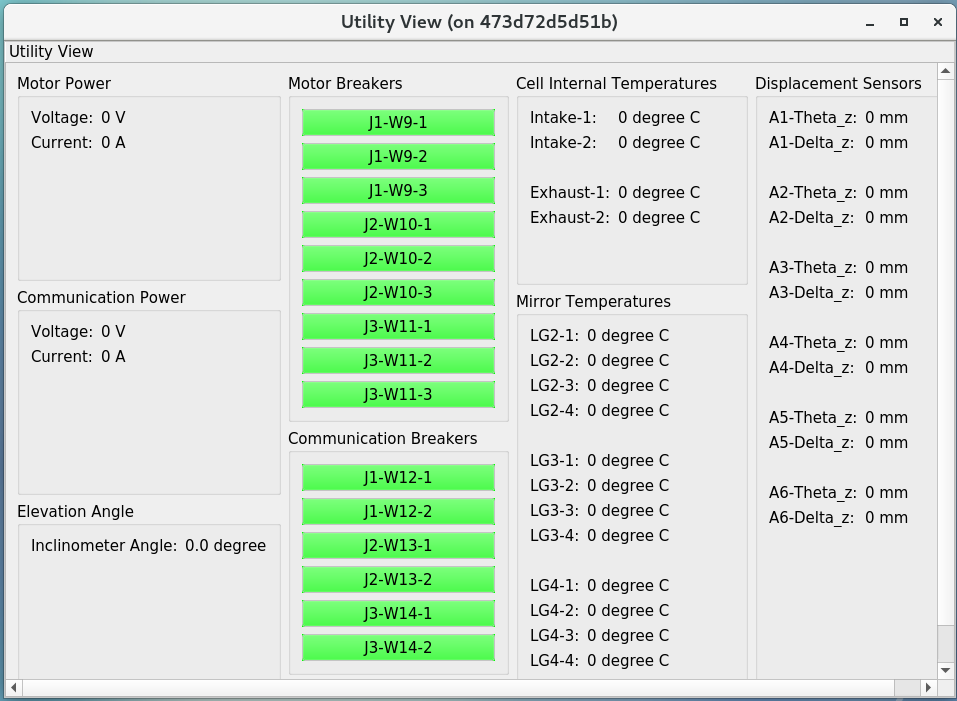 Utility View (on 473d72d5d51b)
Utility View
Motor Power
Voltage: 0 V
Current: 0 A
Communication Power
Voltage: 0 V
Current: 0 A
Elevation Angle
Inclinometer Angle: 0.0 degree
Motor Breakers
J1-W9-1
J1-W9-2
J1-W9-3
J2-W10-1
J2-W10-2
J2-W10-3
J3-W11-1
J3-W11-2
J3-W11-3
Communication Breakers
J1-W12-1
J1-W12-2
J2-W13-1
J2-W13-2
J3-W14-1
J3-W14-2
Cell Internal Temperatures
Intake-1: 0 degree C
Intake-2: 0 degree C
Exhaust-1: 0 degree C
Exhaust-2: 0 degree C
Mirror Temperatures
LG2-1: 0 degree C
LG2-2: 0 degree C
LG2-3: 0 degree C
LG2-4: 0 degree C
LG3-1: 0 degree C
LG3-2: 0 degree C
LG3-3: 0 degree C
LG3-4: 0 degree C
LG4-1: 0 degree C
LG4-2: 0 degree C
LG4-3: 0 degree C
LG4-4: 0 degree C
Displacement Sensors
A1-Theta_z: 0 mm
A1-Delta_z: 0 mm
A2-Theta_z: 0 mm
A2-Delta_z: 0 mm
A3-Theta_z: 0 mm
A3-Delta_z: 0 mm
A4-Theta_z: 0 mm
A4-Delta_z: 0 mm
A5-Theta_z: 0 mm
A5-Delta_z: 0 mm
A6-Theta_z: 0 mm
A6-Delta_z: 0 mm